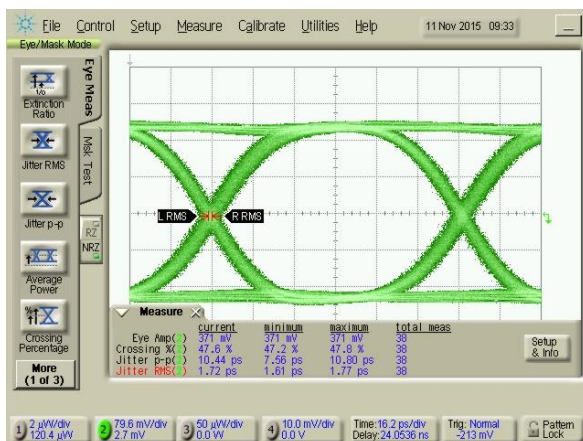 File Control Setup Measure Calibrate Utilities Help 11 Nov 2015 09:33
Eye/Mask Mode
Eye Meas
Msk Test
Extinction
Ratio
Jitter RMS
Jitter p-p
RZ
NRZ
Average
Power
Crossing
Percentage
More
(1 of 3)
L RMS R RMS
Measure
current minimum maximum total meas
Eye Amp(2) 371 mV 371 mV 371 mV 38
Crossing %(2) 47.6 % 47.2 % 47.8 % 38
Jitter p-p(2) 10.44 ps 7.56 ps 10.80 ps 38
Jitter RMS(2) 1.72 ps 1.61 ps 1.77 ps 38
Setup
& Info
1) 2 µW/div
120.4 µW
2) 79.6 mV/div
2.7 mV
3) 50 µW/div
0.0 W
4) 10.0 mV/div
0.0 V
Time:16.2 ps/div
Delay:24.0536 ns
Trig: Normal
-213 mV
Pattern
Lock